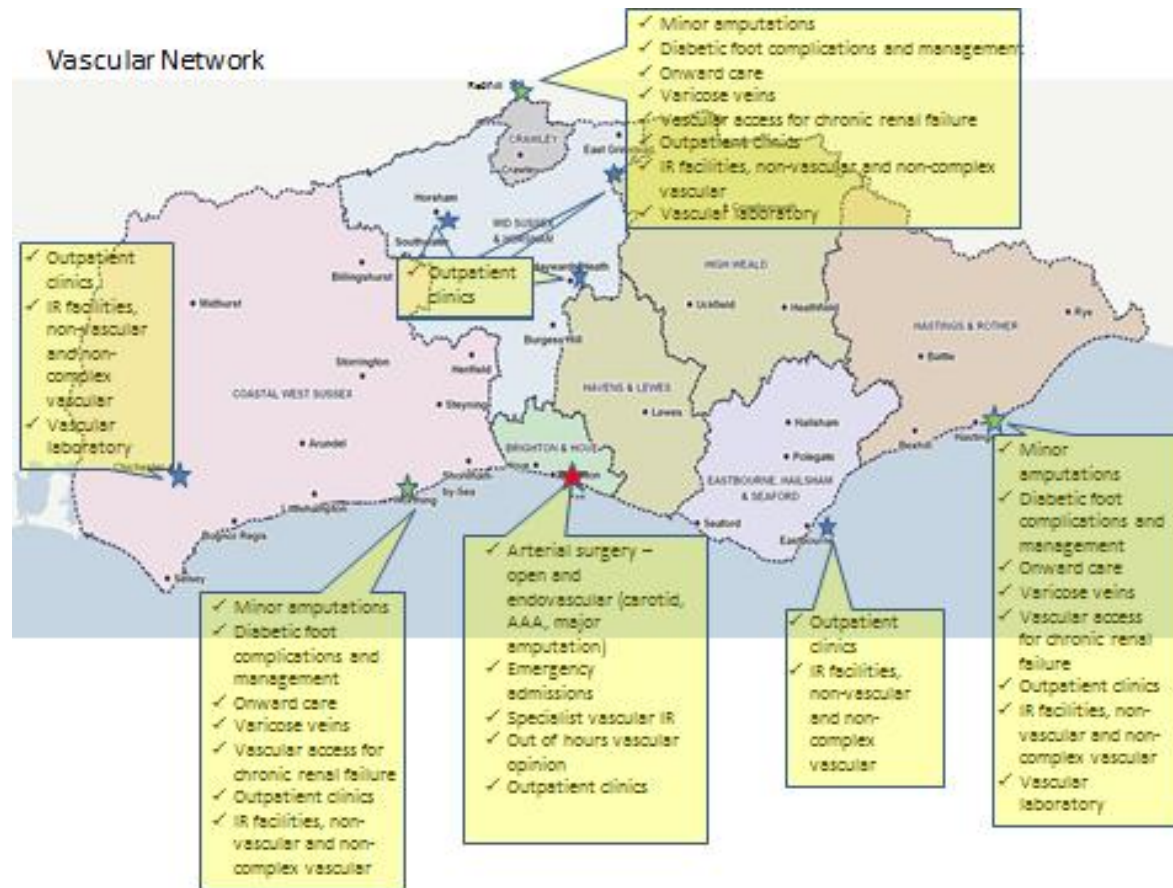 Vascular Network
✓ Minor amputations
✓ Diabetic foot complications and management
✓ Onward care
✓ Varicose veins
✓ Vascular access for chronic renal failure
✓ Outpatient clinics
✓ IR facilities, non-vascular and non-complex
vascular
✓ Vascular laboratory
CRAWLEY
Crawley
Horsham
MID SUSSEX
& HORSHAM
Southwater
Billingshurst
✓ Outpatient
clinics
✓ Outpatient
clinics
✓ IR facilities,
non-vascular
and non-
complex
vascular
✓ Vascular
laboratory
Midhurst
Storrington
Henfield
Steyning
COASTAL WEST SUSSEX
Arundel
Shoreham-
by-Sea
Littlehampton
Bognor Regis
Selsey
Chichester
Burgess Hill
HIGH WEALD
Uckfield
Heathfield
HAVENS & LEWES
Lewes
BRIGHTON & HOVE
Hove
HASTINGS & ROTHER
Rye
Battle
Bexhill
Hailsham
Polegate
EASTBOURNE, HAILSHAM
& SEAFORD
Seaford
✓ Minor amputations
✓ Diabetic foot
complications and
management
✓ Onward care
✓ Varicose veins
✓ Vascular access for
chronic renal failure
✓ Outpatient clinics
✓ IR facilities, non-
vascular and non-
complex vascular
✓ Arterial surgery –
open and
endovascular (carotid,
AAA, major
amputation)
✓ Emergency
admissions
✓ Specialist vascular IR
✓ Out of hours vascular
opinion
✓ Outpatient clinics
✓ Outpatient
clinics
✓ IR facilities,
non-vascular
and non-
complex
vascular
✓ Minor
amputations
✓ Diabetic foot
complications and
management
✓ Onward care
✓ Varicose veins
✓ Vascular access
for chronic renal
failure
✓ Outpatient clinics
✓ IR facilities, non-
vascular and non-
complex vascular
✓ Vascular
laboratory